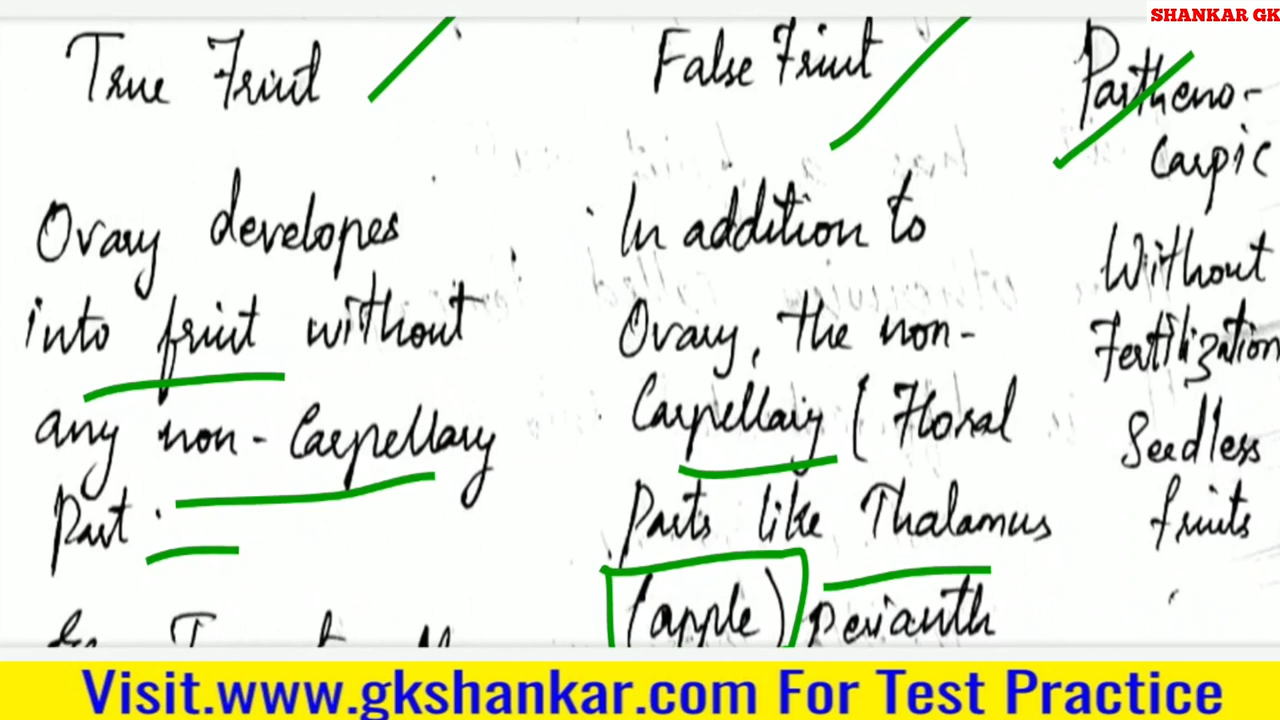 SHANKAR GK
True Fruit
Ovary developes
into fruit without
any non-Carpellary
Part.
False Fruit
In addition to
Ovary, the non-
Carpellary (Floral
Parts like Thalamus
(apple) perianth
Partheno-
Carpic
Without
Fertilization
Seedless
fruits
Visit.www.gkshankar.com For Test Practice